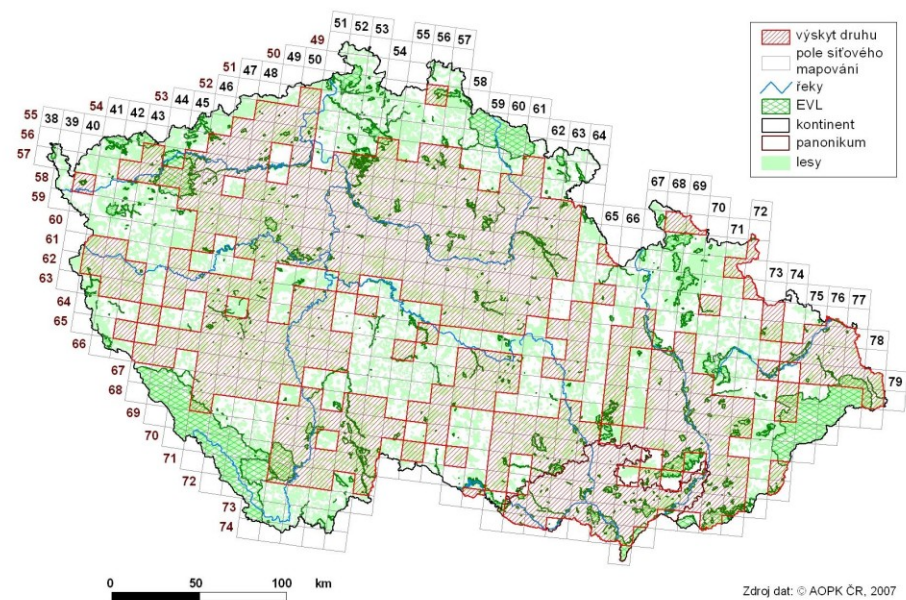 51 52 53
55 56 57
49
54
50 49 50
58
51 47 48
59 60 61
52 46
53 44 45
62 63 64
54 41 42 43
55 38 39 40
56
57
67 68 69
58
70
72
59
65 66
71
60
61
73 74
62
75 76 77
63
64
78
65
66
79
67
68
69
70
71
72
73
74
výskyt druhu
pole síťového
mapování
řeky
EVL
kontinent
panonikum
lesy
0 50 100 km
Zdroj dat: © AOPK ČR, 2007